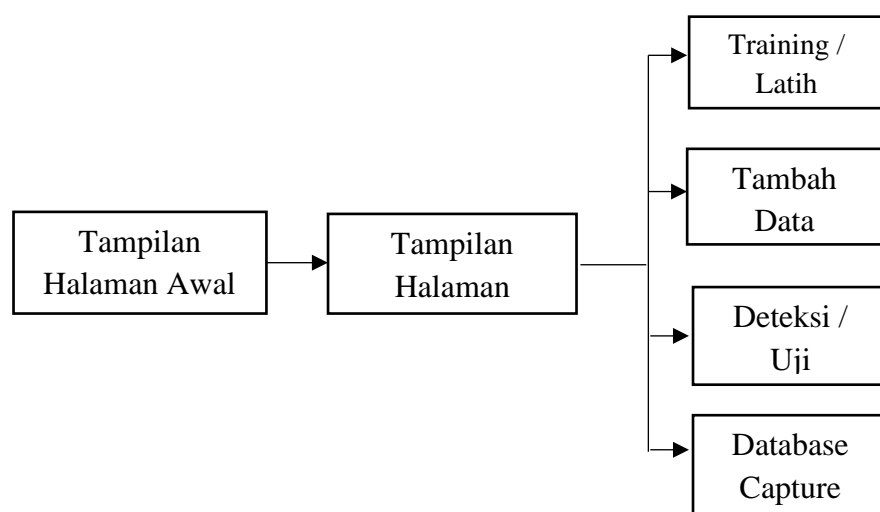 Tampilan
Halaman Awal
Tampilan
Halaman
Training /
Latih
Tambah
Data
Deteksi /
Uji
Database
Capture